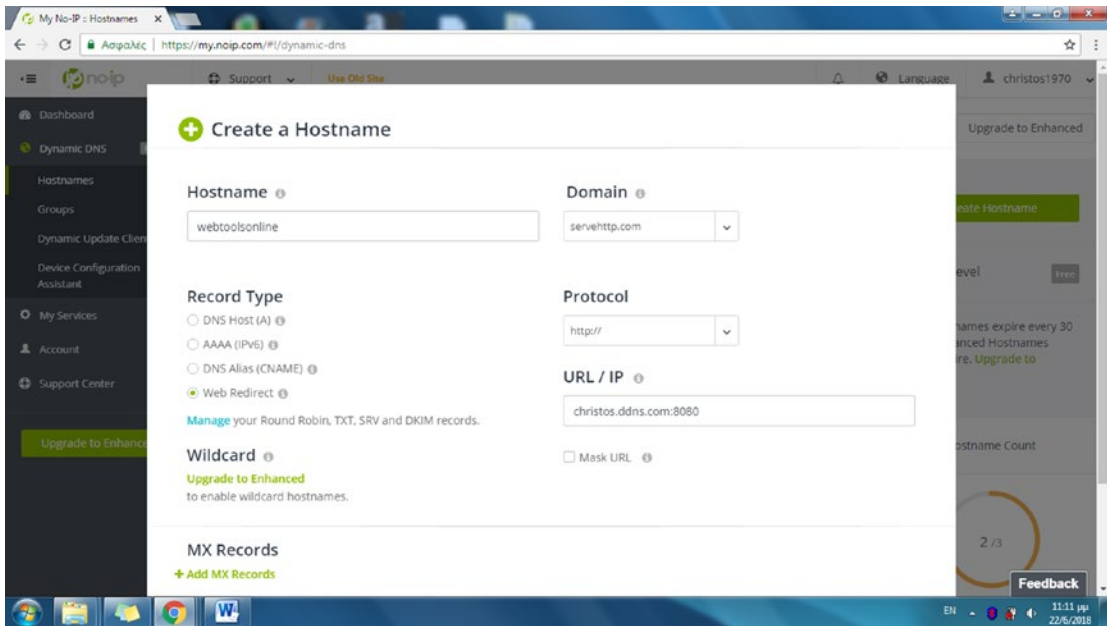 My No-IP :: Hostnames
Ασφαλές https://my.noip.com/#!/dynamic-dns
noip Support Use Old Site Language christos1970
Dashboard
Dynamic DNS
Hostnames
Groups
Dynamic Update Clien
Device Configuration
Assistant
My Services
Account
Support Center
Upgrade to Enhance
Create a Hostname
Hostname
webtoolsonline
Domain
servehttp.com
Record Type
DNS Host (A)
AAAA (IPv6)
DNS Alias (CNAME)
Web Redirect
Manage your Round Robin, TXT, SRV and DKIM records.
Protocol
http://
URL / IP
christos.ddns.com:8080
Mask URL
Wildcard
Upgrade to Enhanced
to enable wildcard hostnames.
MX Records
+ Add MX Records
Upgrade to Enhanced
eate Hostname
evel Free
names expire every 30
anced Hostnames
ire. Upgrade to
ostname Count
2 /3
Feedback
EN
11:11 μμ
22/6/2018